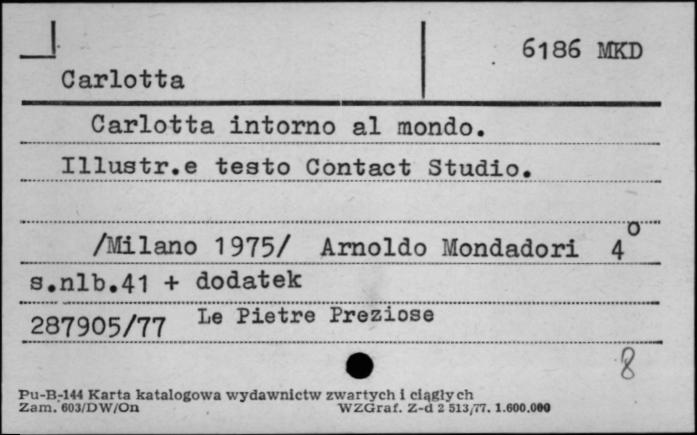 6186 MKD
Carlotta
Carlotta intorno al mondo.
Illustr.e testo Contact Studio.
/Milano 1975/ Arnoldo Mondadori 4°
s.nlb.41 + dodatek
287905/77 Le Pietre Preziose
8
Pu-B-144 Karta katalogowa wydawnictw zwartych i ciągłych
Zam. 603/DW/On WZGraf. Z-d 2 513/77. 1.600.000